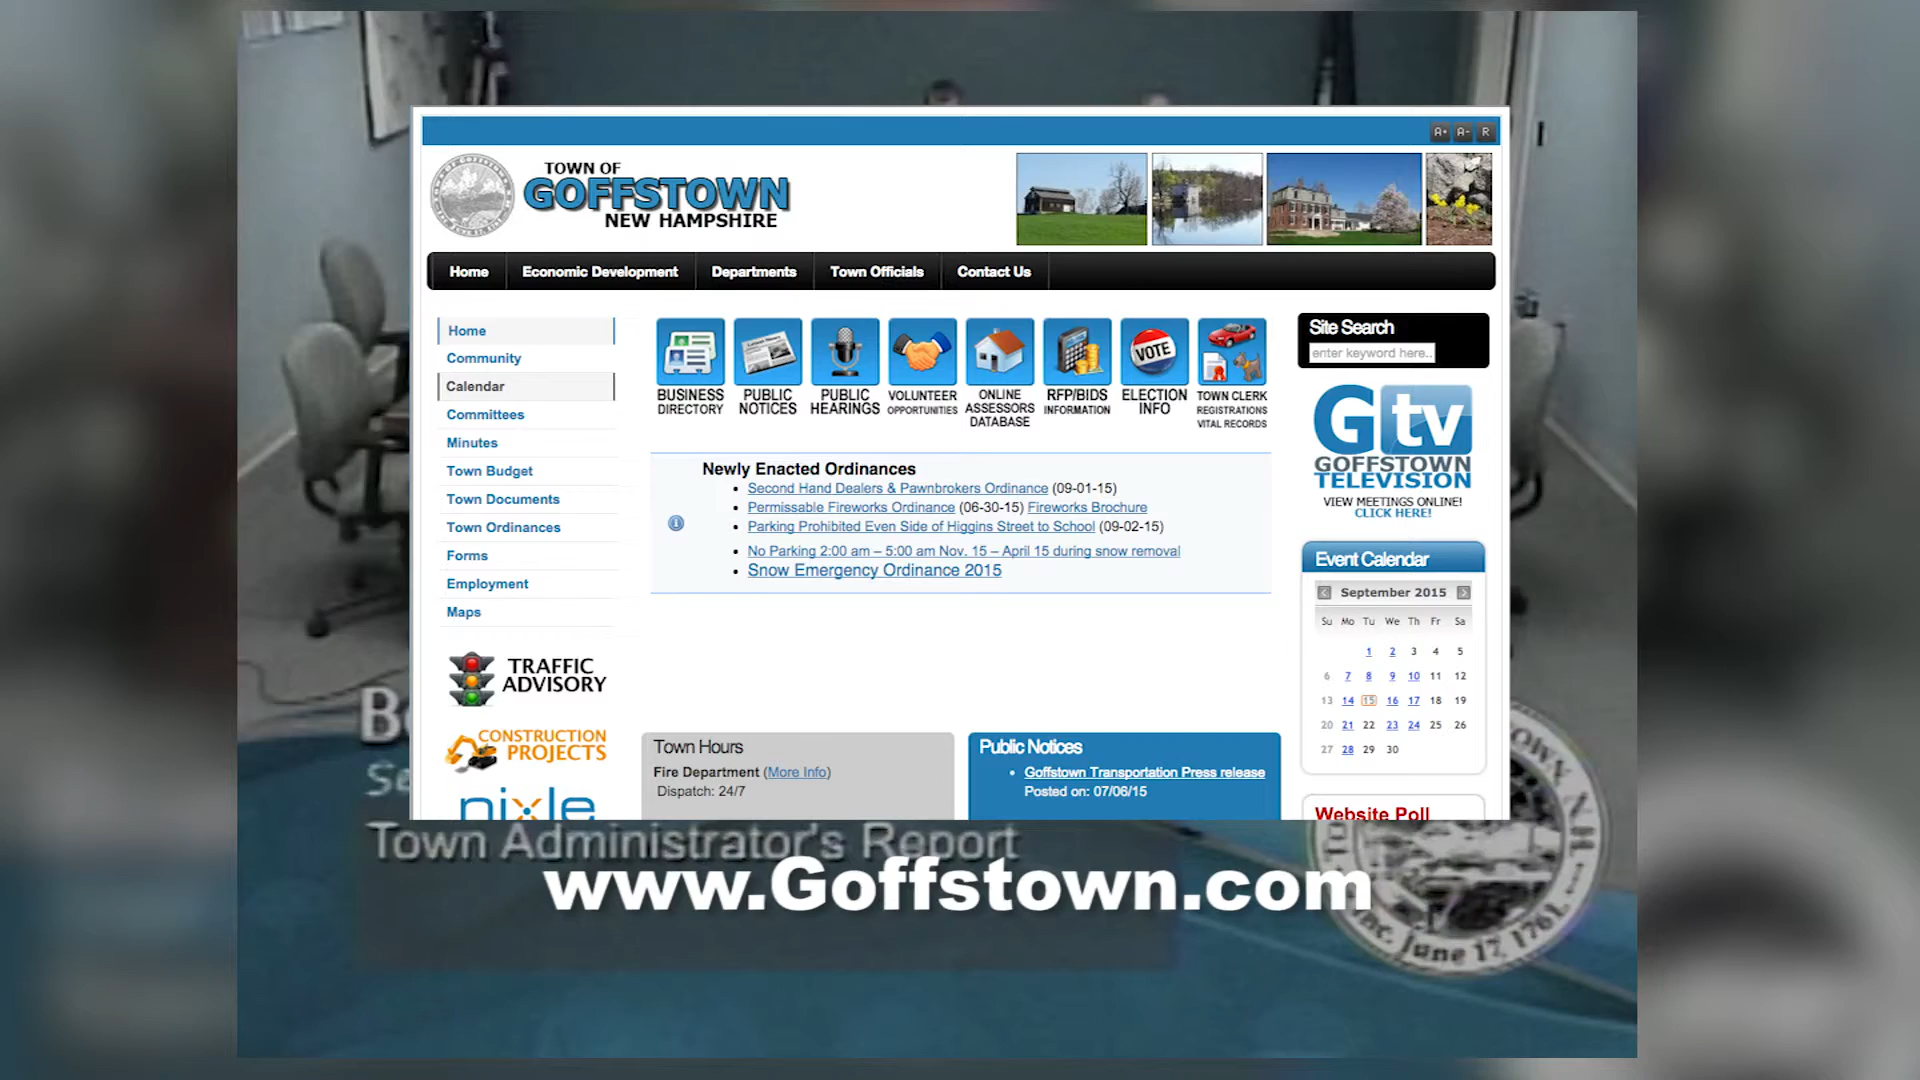 A+ A- R
TOWN OF
GOFFSTOWN
NEW HAMPSHIRE
Home Economic Development Departments Town Officials Contact Us
Home
Community
Calendar
Committees
Minutes
Town Budget
Town Documents
Town Ordinances
Forms
Employment
Maps
TRAFFIC
ADVISORY
CONSTRUCTION
PROJECTS
nixle
BUSINESS
DIRECTORY
PUBLIC
NOTICES
PUBLIC
HEARINGS
VOLUNTEER
OPPORTUNITIES
ONLINE
ASSESSORS
DATABASE
RFP/BIDS
INFORMATION
VOTE
ELECTION
INFO
TOWN CLERK
REGISTRATIONS
VITAL RECORDS
Newly Enacted Ordinances
Second Hand Dealers & Pawnbrokers Ordinance (09-01-15)
Permissable Fireworks Ordinance (06-30-15) Fireworks Brochure
Parking Prohibited Even Side of Higgins Street to School (09-02-15)
No Parking 2:00 am – 5:00 am Nov. 15 – April 15 during snow removal
Snow Emergency Ordinance 2015
Town Hours
Fire Department (More Info)
Dispatch: 24/7
Public Notices
Goffstown Transportation Press release
Posted on: 07/06/15
Site Search
enter keyword here..
Gtv
GOFFSTOWN
TELEVISION
VIEW MEETINGS ONLINE!
CLICK HERE!
Event Calendar
September 2015
Su Mo Tu We Th Fr Sa
1 2 3 4 5
6 7 8 9 10 11 12
13 14 15 16 17 18 19
20 21 22 23 24 25 26
27 28 29 30
Website Poll
Town Administrator's Report
www.Goffstown.com
June 17, 1761